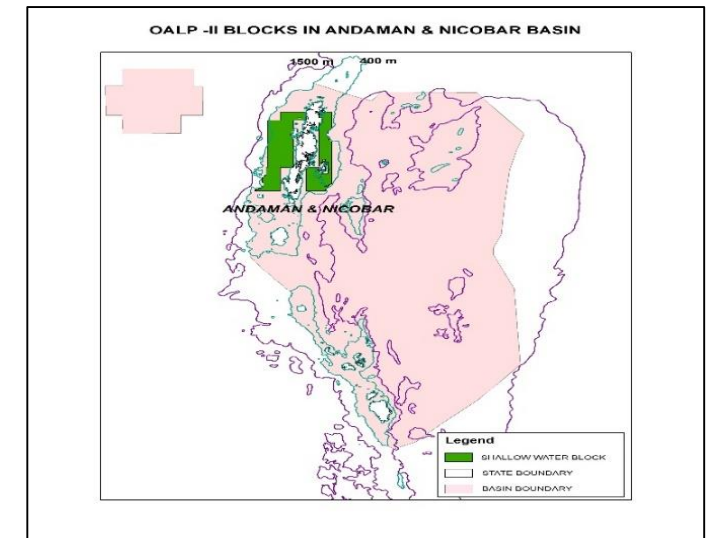 OALP -II BLOCKS IN ANDAMAN & NICOBAR BASIN
1500 m 400 m
ANDAMAN & NICOBAR
Legend
SHALLOW WATER BLOCK
STATE BOUNDARY
BASIN BOUNDARY